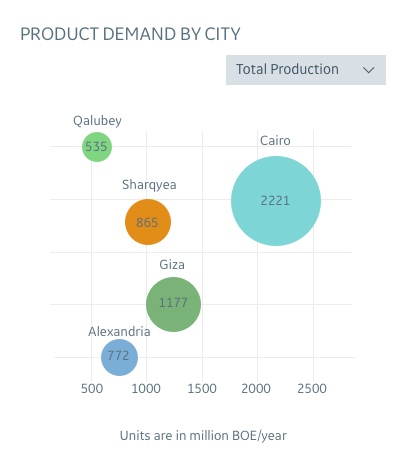 PRODUCT DEMAND BY CITY
Total Production
Qalubey
535
Cairo
2221
Sharqyea
865
Giza
1177
Alexandria
772
500 1000 1500 2000 2500
Units are in million BOE/year